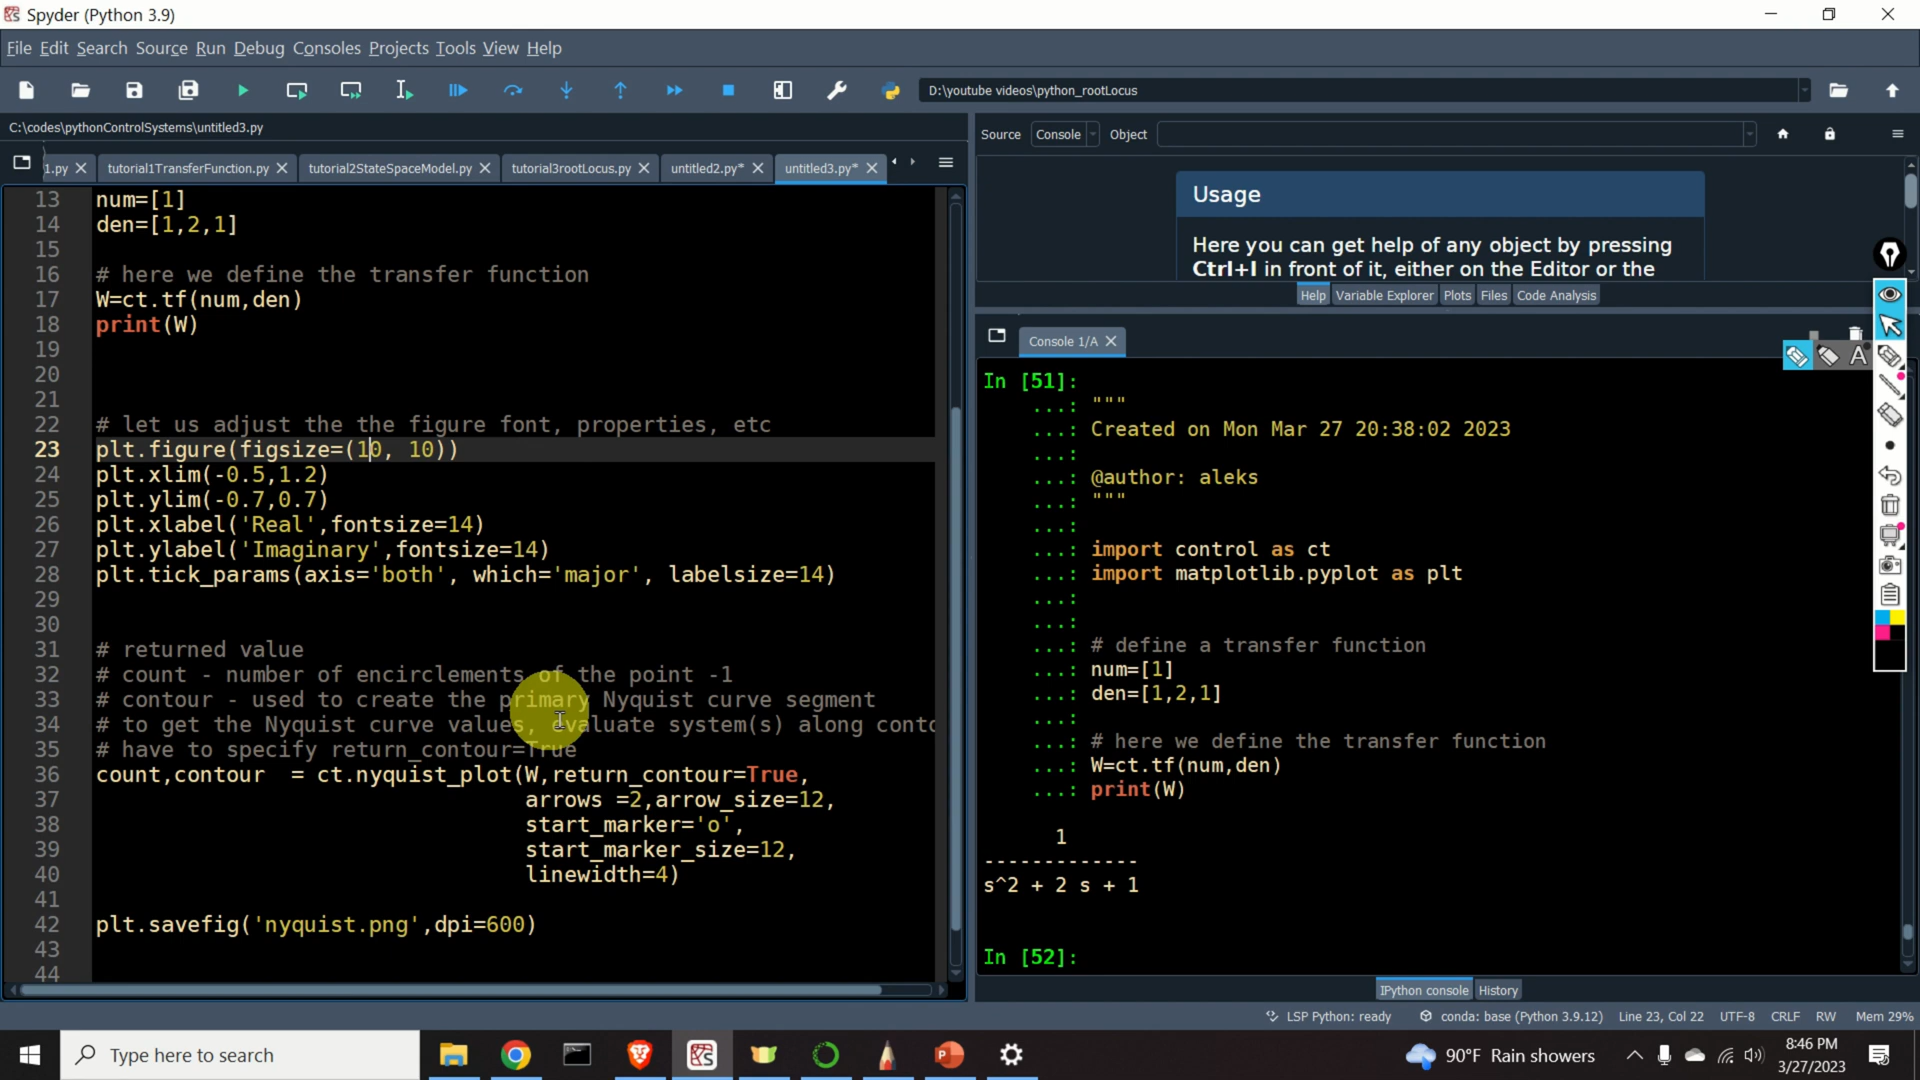 Spyder (Python 3.9)
File Edit Search Source Run Debug Consoles Projects Tools View Help
D:\youtube videos\python_rootLocus
C:\codes\pythonControlSystems\untitled3.py
1.py
tutorial1TransferFunction.py
tutorial2StateSpaceModel.py
tutorial3rootLocus.py
untitled2.py*
untitled3.py*
13 num=[1]
14 den=[1,2,1]
15
16 # here we define the transfer function
17 W=ct.tf(num,den)
18 print(W)
19
20
21
22 # let us adjust the the figure font, properties, etc
23 plt.figure(figsize=(10, 10))
24 plt.xlim(-0.5,1.2)
25 plt.ylim(-0.7,0.7)
26 plt.xlabel('Real',fontsize=14)
27 plt.ylabel('Imaginary',fontsize=14)
28 plt.tick_params(axis='both', which='major', labelsize=14)
29
30
31 # returned value
32 # count - number of encirclements of the point -1
33 # contour - used to create the primary Nyquist curve segment
34 # to get the Nyquist curve values, evaluate system(s) along conto
35 # have to specify return_contour=True
36 count,contour  = ct.nyquist_plot(W,return_contour=True,
37 arrows =2,arrow_size=12,
38 start_marker='o',
39 start_marker_size=12,
40 linewidth=4)
41
42 plt.savefig('nyquist.png',dpi=600)
43
44
Source Console Object
Usage
Here you can get help of any object by pressing
Ctrl+I in front of it, either on the Editor or the
Help Variable Explorer Plots Files Code Analysis
Console 1/A
A
In [51]:
...: """
...: Created on Mon Mar 27 20:38:02 2023
...:
...: @author: aleks
...: """
...:
...: import control as ct
...: import matplotlib.pyplot as plt
...:
...:
...: # define a transfer function
...: num=[1]
...: den=[1,2,1]
...:
...: # here we define the transfer function
...: W=ct.tf(num,den)
...: print(W)
1
-------------
s^2 + 2 s + 1
In [52]:
IPython console History
LSP Python: ready conda: base (Python 3.9.12) Line 23, Col 22 UTF-8 CRLF RW Mem 29%
Type here to search
90°F Rain showers
8:46 PM
3/27/2023